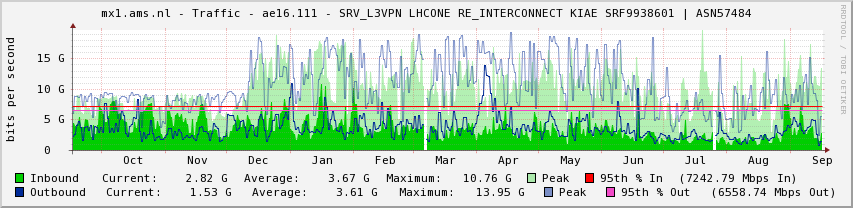 mx1.ams.nl - Traffic - ae16.111 - SRV_L3VPN LHCONE RE_INTERCONNECT KIAE SRF9938601 | ASN57484
RRDTOOL / TOBI OETIKER
bits per second
15 G
10 G
5 G
0
Oct Nov Dec Jan Feb Mar Apr May Jun Jul Aug Sep
Inbound Current: 2.82 G Average: 3.67 G Maximum: 10.76 G Peak 95th % In (7242.79 Mbps In)
Outbound Current: 1.53 G Average: 3.61 G Maximum: 13.95 G Peak 95th % Out (6558.74 Mbps Out)